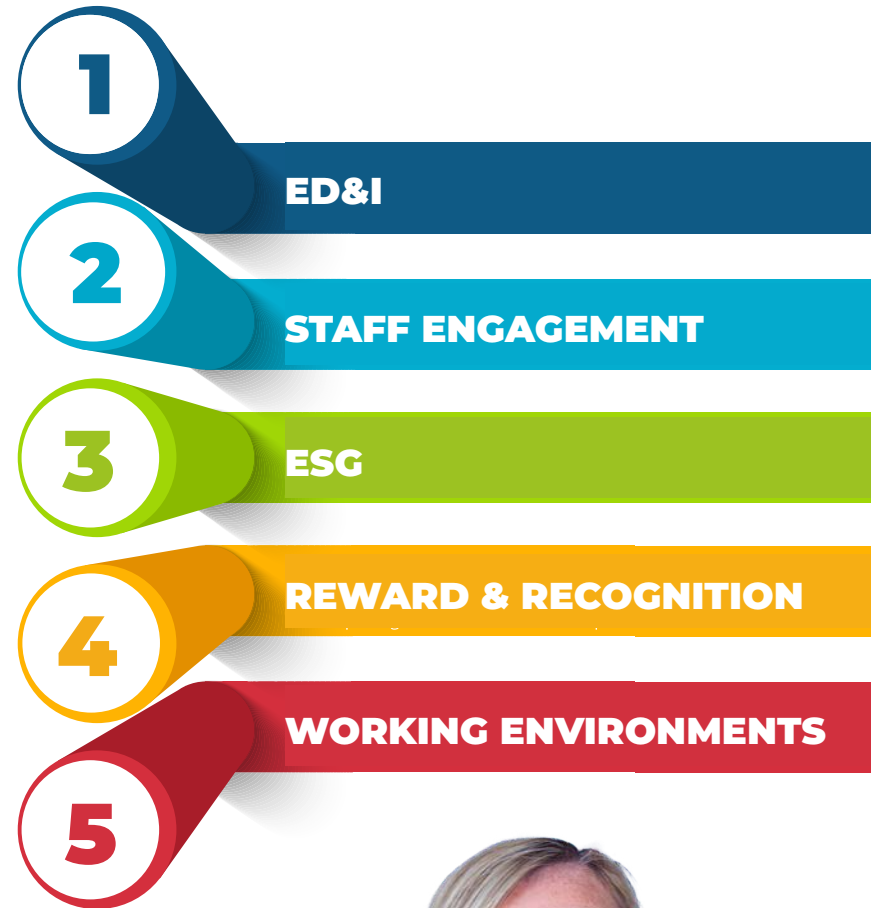 1
ED&I
2
STAFF ENGAGEMENT
3
ESG
4
REWARD & RECOGNITION
5
WORKING ENVIRONMENTS